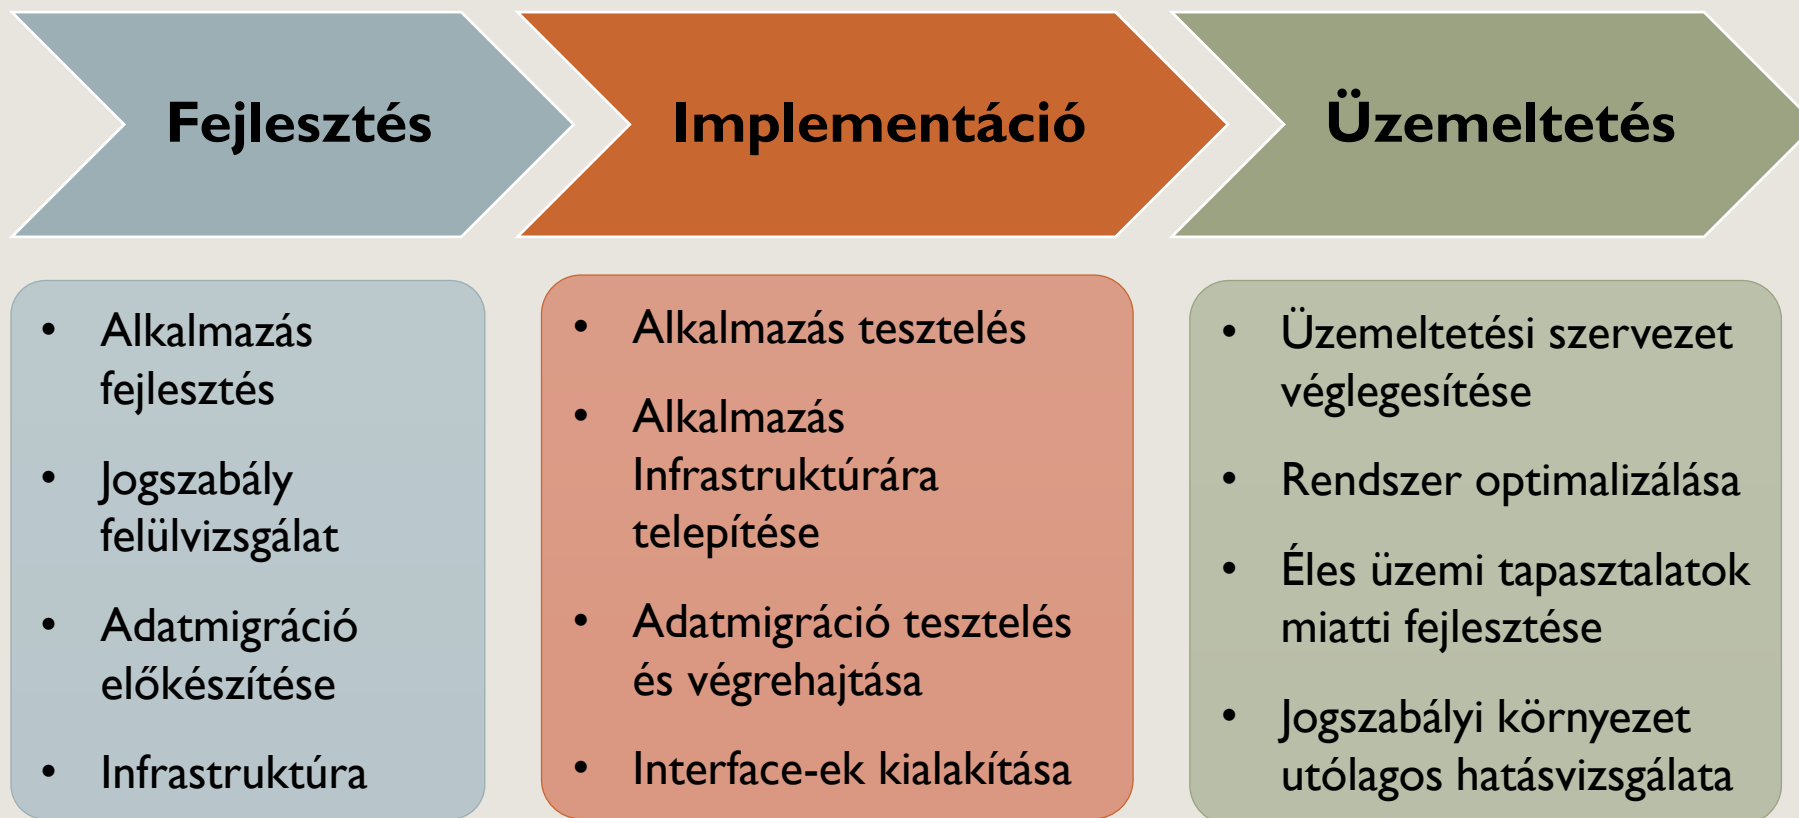 Fejlesztés
Implementáció
Üzemeltetés
• Alkalmazás
fejlesztés
• Jogszabály
felülvizsgálat
• Adatmigráció
előkészítése
• Infrastruktúra
• Alkalmazás tesztelés
• Alkalmazás
Infrastruktúrára
telepítése
• Adatmigráció tesztelés
és végrehajtása
• Interface-ek kialakítása
• Üzemeltetési szervezet
véglegesítése
• Rendszer optimalizálása
• Éles üzemi tapasztalatok
miatti fejlesztése
• Jogszabályi környezet
utólagos hatásvizsgálata